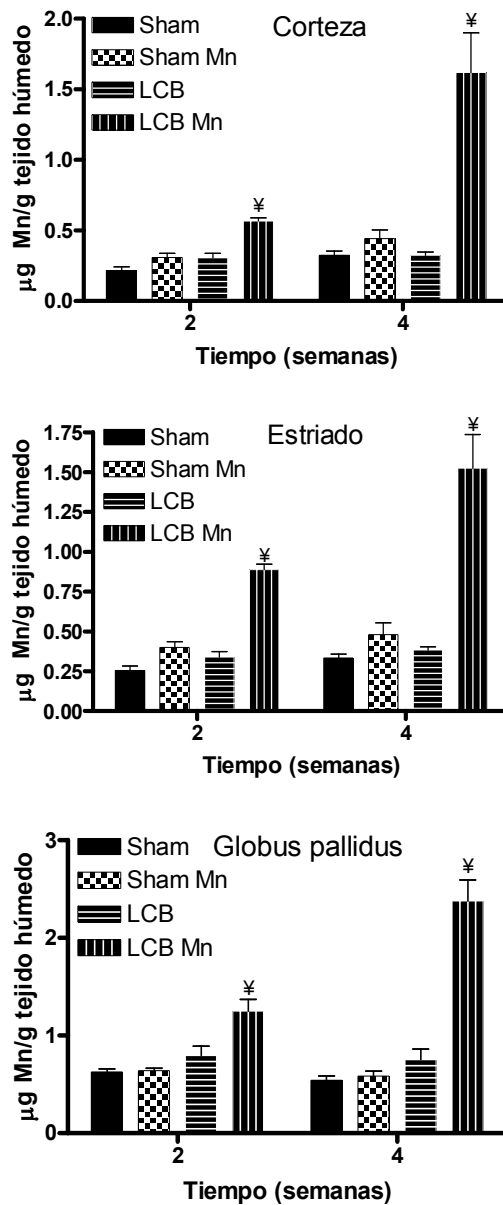 Corteza
Sham
Sham Mn
LCB
LCB Mn
¥
¥
µg Mn/g tejido húmedo
2.0
1.5
1.0
0.5
0.0
2
4
Tiempo (semanas)
Estriado
Sham
Sham Mn
LCB
LCB Mn
¥
¥
µg Mn/g tejido húmedo
1.75
1.50
1.25
1.00
0.75
0.50
0.25
0.00
2
4
Tiempo (semanas)
Globus pallidus
Sham
Sham Mn
LCB
LCB Mn
¥
¥
µg Mn/g tejido húmedo
3
2
1
0
2
4
Tiempo (semanas)